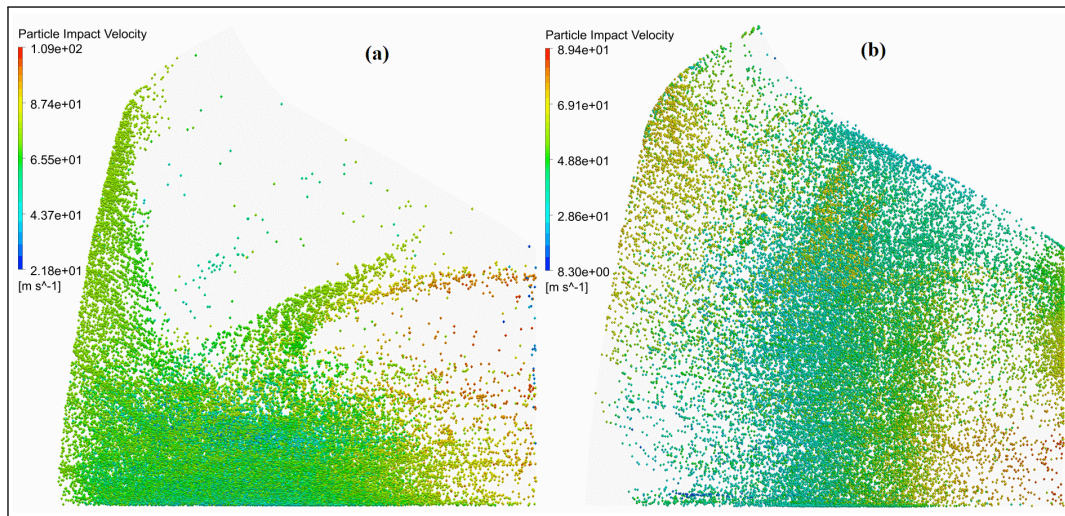 Particle Impact Velocity
1.09e+02
8.74e+01
6.55e+01
4.37e+01
2.18e+01
[m s^-1]
(a)
Particle Impact Velocity
8.94e+01
6.91e+01
4.88e+01
2.86e+01
8.30e+00
[m s^-1]
(b)